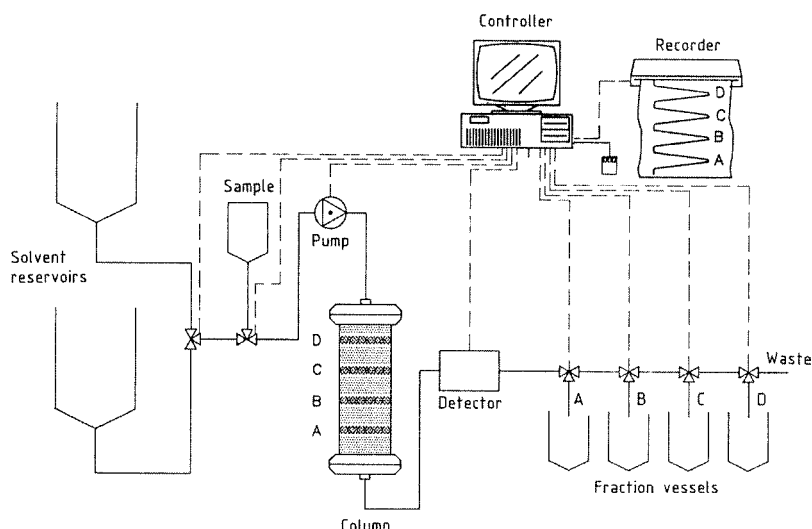 Controller
Recorder
D
C
B
A
Sample
Pump
Solvent
reservoirs
D
C
B
A
Detector
Waste
A
B
C
D
Fraction vessels
Column